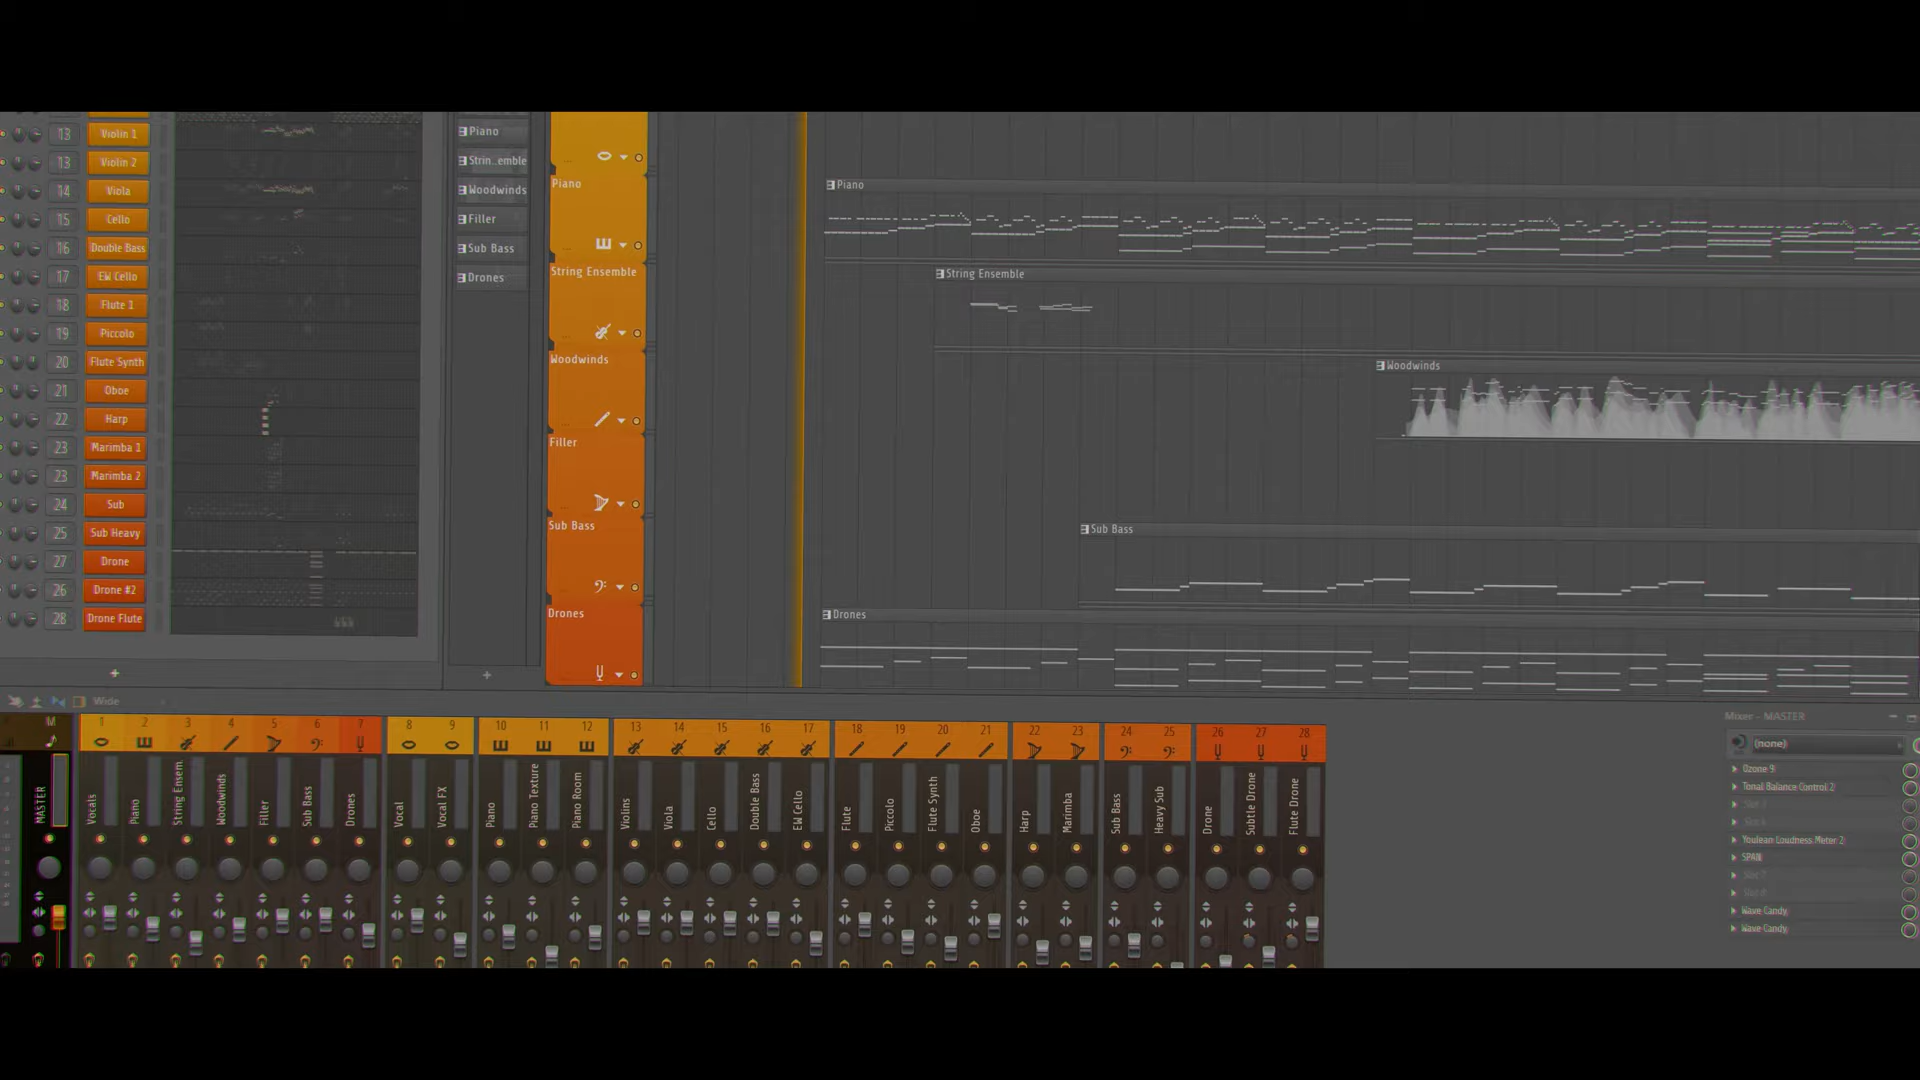 13 Violin 1
13 Violin 2
14 Viola
15 Cello
16 Double Bass
17 EW Cello
18 Flute 1
19 Piccolo
20 Flute Synth
21 Oboe
22 Harp
23 Marimba 1
23 Marimba 2
24 Sub
25 Sub Heavy
27 Drone
26 Drone #2
28 Drone Flute
+
Piano
Strin..emble
Woodwinds
Filler
Sub Bass
Drones
+
Piano
String Ensemble
Woodwinds
Filler
Sub Bass
Drones
Piano
String Ensemble
Woodwinds
Sub Bass
Drones
Wide
M 1 2 3 4 5 6 7 8 9 10 11 12 13 14 15 16 17 18 19 20 21 22 23 24 25 26 27 28
MASTER
Vocals
Piano
String Ensem.
Woodwinds
Filler
Sub Bass
Drones
Vocal
Vocal FX
Piano
Piano Texture
Piano Room
Violins
Viola
Cello
Double Bass
EW Cello
Flute
Piccolo
Flute Synth
Oboe
Harp
Marimba
Sub Bass
Heavy Sub
Drone
Subtle Drone
Flute Drone
Mixer - MASTER
(none)
Ozone 9
Tonal Balance Control 2
Slot 3
Slot 4
Youlean Loudness Meter 2
SPAN
Slot 7
Slot 8
Wave Candy
Wave Candy